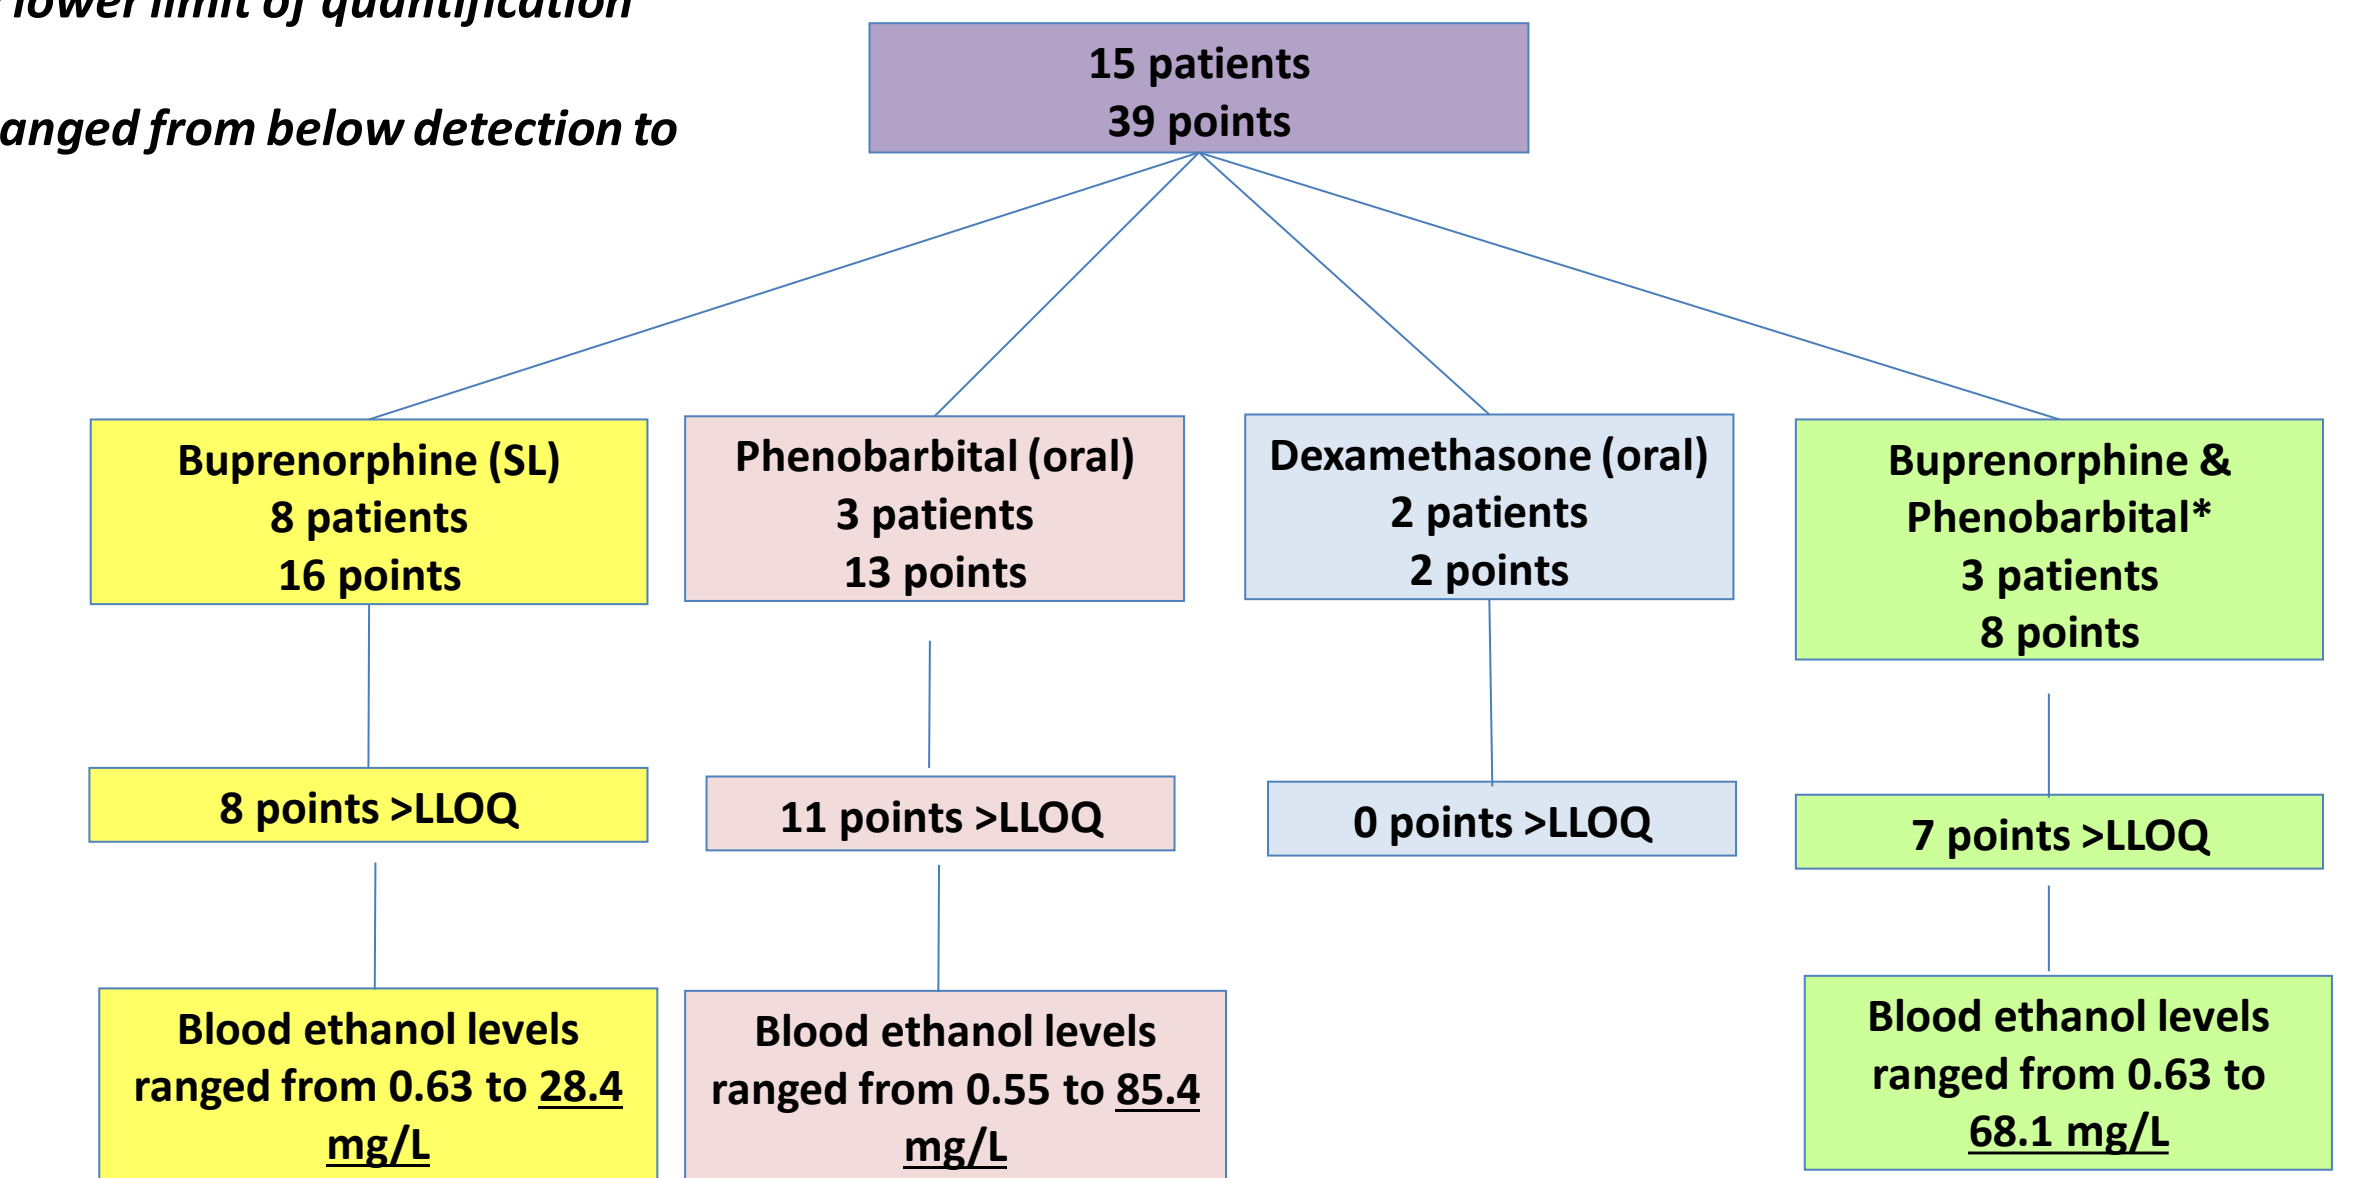 lower limit of quantification
anged from below detection to
15 patients
39 points
Buprenorphine (SL)
8 patients
16 points
Phenobarbital (oral)
3 patients
13 points
Dexamethasone (oral)
2 patients
2 points
Buprenorphine &
Phenobarbital*
3 patients
8 points
8 points >LLOQ
11 points >LLOQ
0 points >LLOQ
7 points >LLOQ
Blood ethanol levels
ranged from 0.63 to 28.4
mg/L
Blood ethanol levels
ranged from 0.55 to 85.4
mg/L
Blood ethanol levels
ranged from 0.63 to
68.1 mg/L